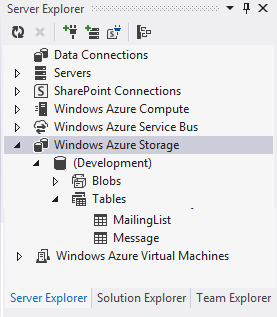 Server Explorer
Data Connections
Servers
SharePoint Connections
Windows Azure Compute
Windows Azure Service Bus
Windows Azure Storage
(Development)
Blobs
Tables
MailingList
Message
Windows Azure Virtual Machines
Server Explorer Solution Explorer Team Explorer